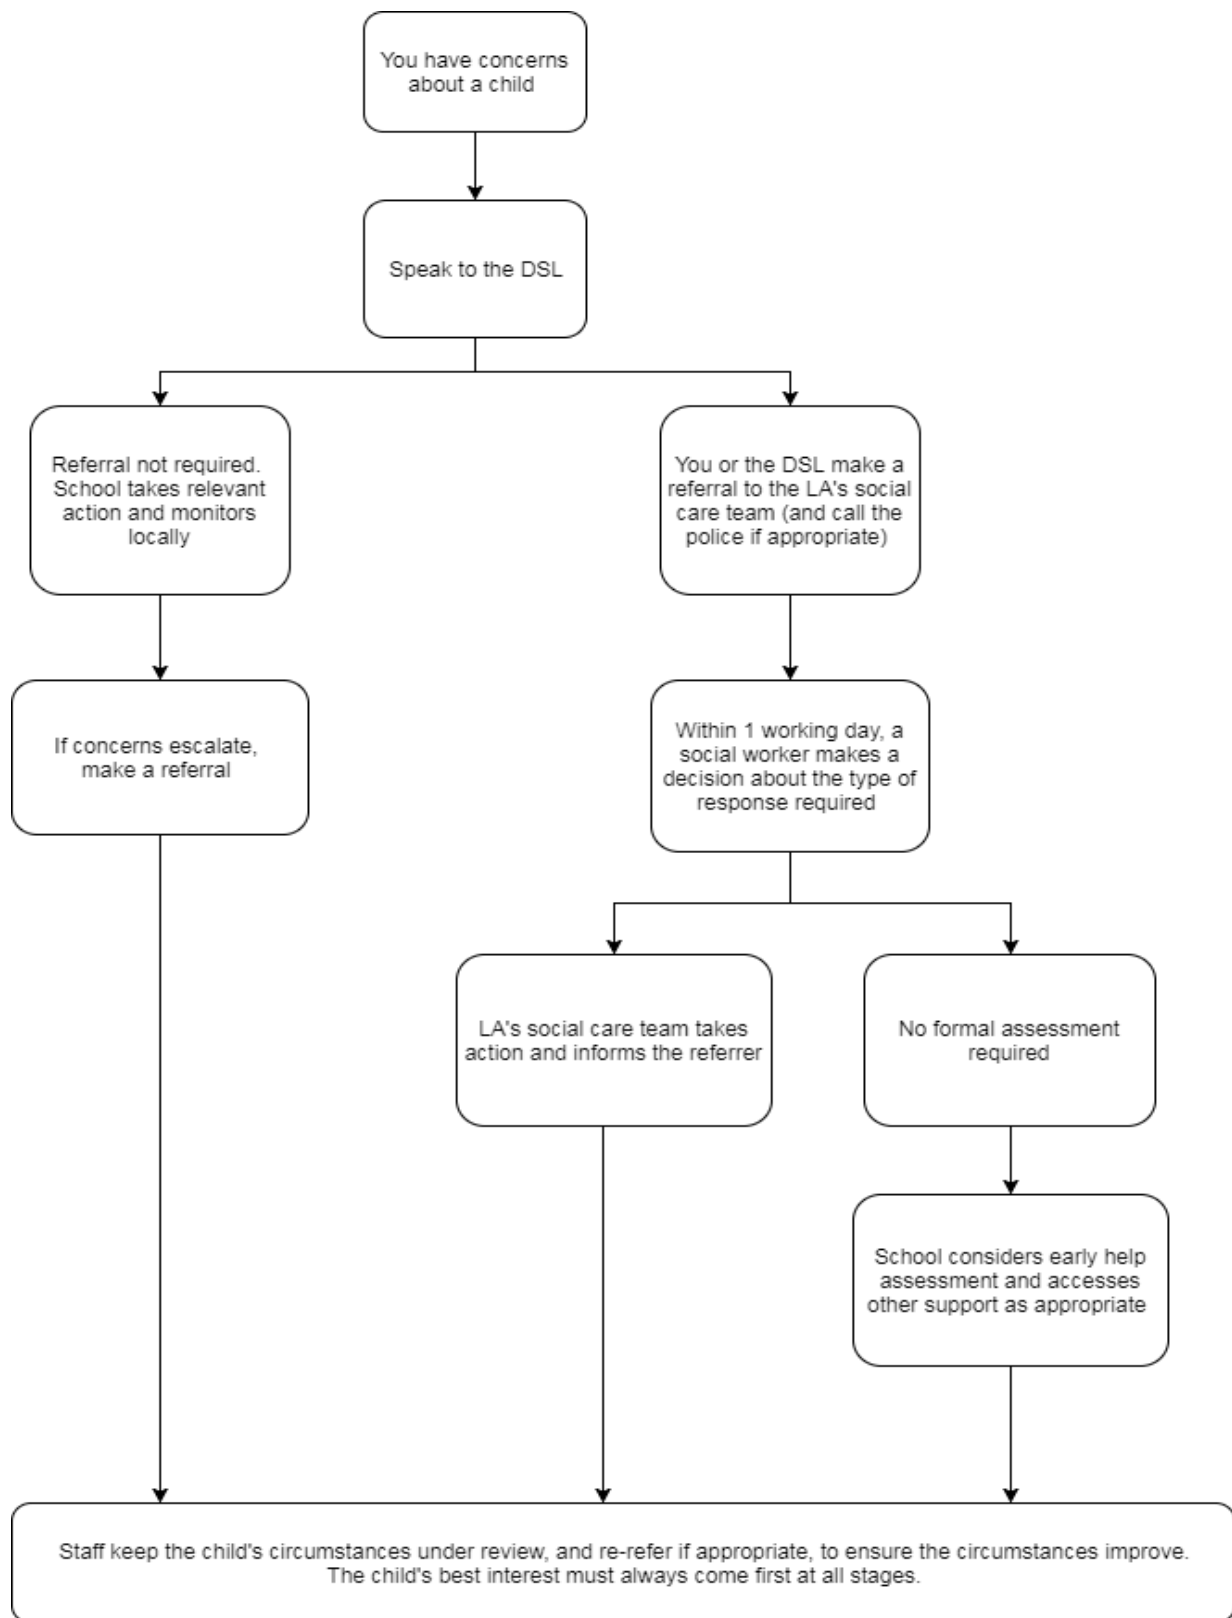 You have concerns
about a child
Speak to the DSL
Referral not required.
School takes relevant
action and monitors
locally
You or the DSL make a
referral to the LA's social
care team (and call the
police if appropriate)
If concerns escalate,
make a referral
Within 1 working day, a
social worker makes a
decision about the type of
response required
LA's social care team takes
action and informs the referrer
No formal assessment
required
School considers early help
assessment and accesses
other support as appropriate
Staff keep the child's circumstances under review, and re-refer if appropriate, to ensure the circumstances improve.
The child's best interest must always come first at all stages.